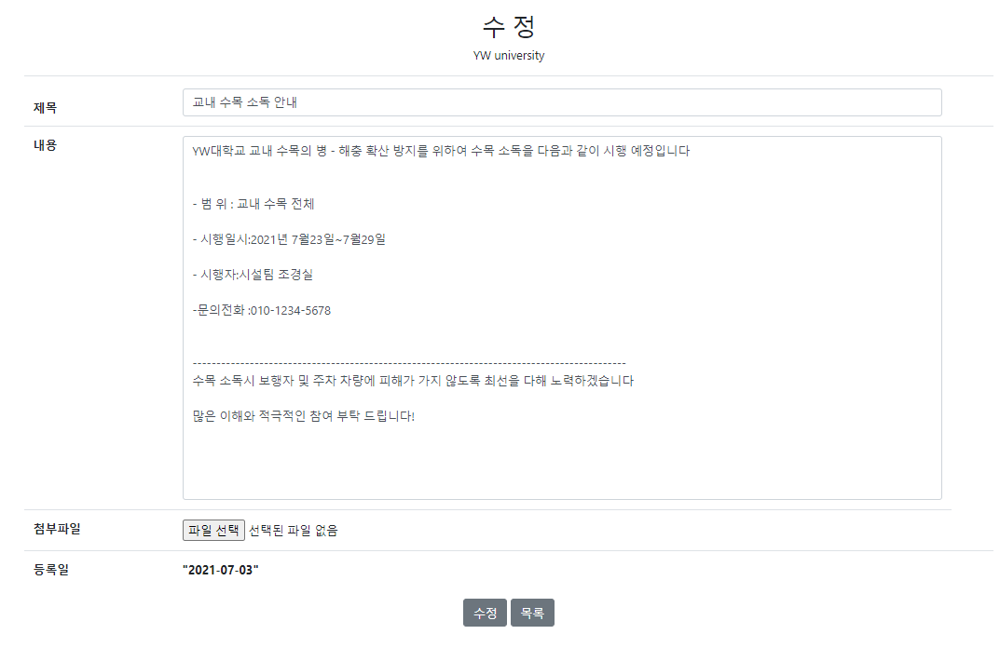 수 정
YW university
제목
교내 수목 소독 안내
내용
YW대학교 교내 수목의 병 - 해충 확산 방지를 위하여 수목 소독을 다음과 같이 시행 예정입니다
- 범 위 : 교내 수목 전체
- 시행일시:2021년 7월23일~7월29일
- 시행자:시설팀 조경실
-문의전화 :010-1234-5678
-------------------------------------------------------------------------------------------
수목 소독시 보행자 및 주차 차량에 피해가 가지 않도록 최선을 다해 노력하겠습니다
많은 이해와 적극적인 참여 부탁 드립니다!
첨부파일
파일 선택 선택된 파일 없음
등록일
"2021-07-03"
수정 목록